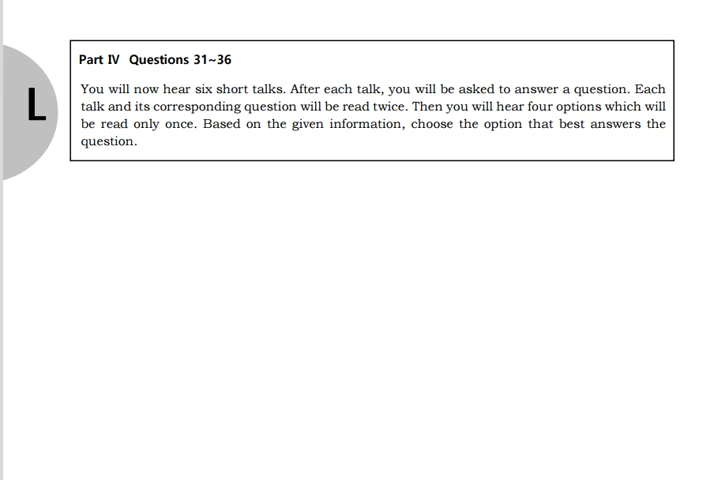 L
Part IV Questions 31~36
You will now hear six short talks. After each talk, you will be asked to answer a question. Each
talk and its corresponding question will be read twice. Then you will hear four options which will
be read only once. Based on the given information, choose the option that best answers the
question.